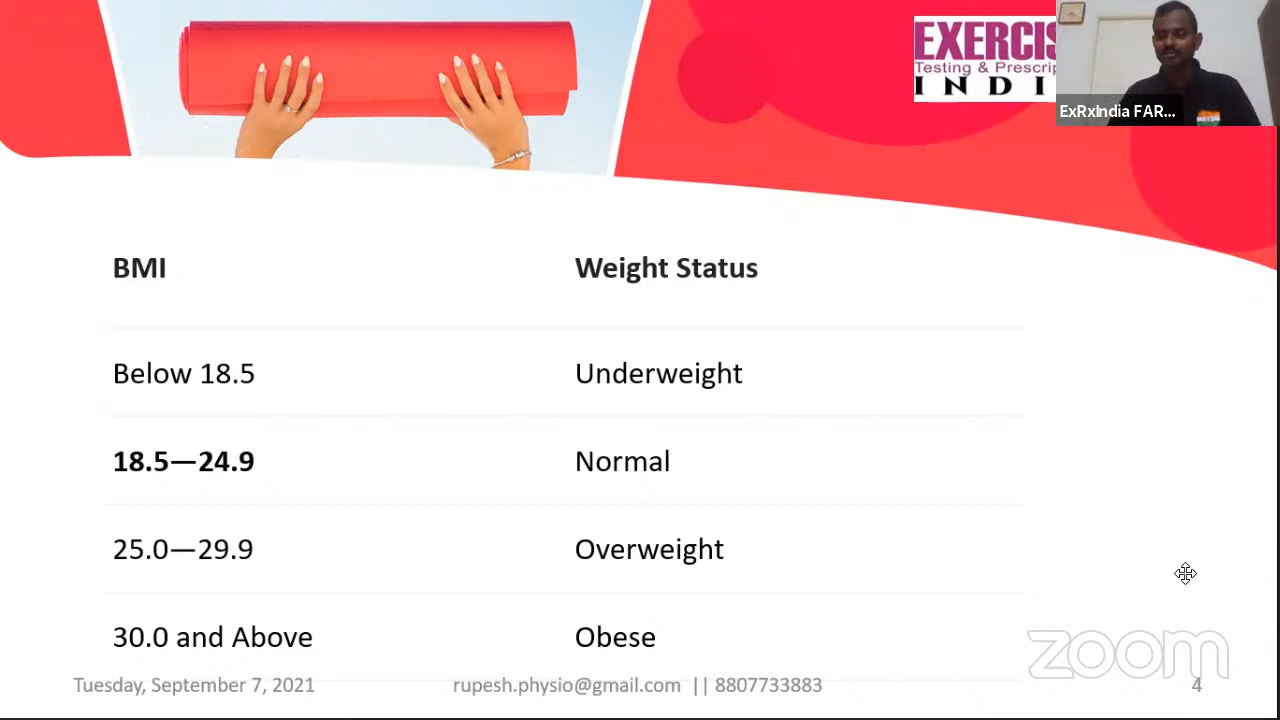 EXERCIS
Testing & Prescrip
INDI
ExRxIndia FAR...
BMI Weight Status
Below 18.5 Underweight
18.5—24.9 Normal
25.0—29.9 Overweight
30.0 and Above Obese
zoom
Tuesday, September 7, 2021 rupesh.physio@gmail.com || 8807733883 4